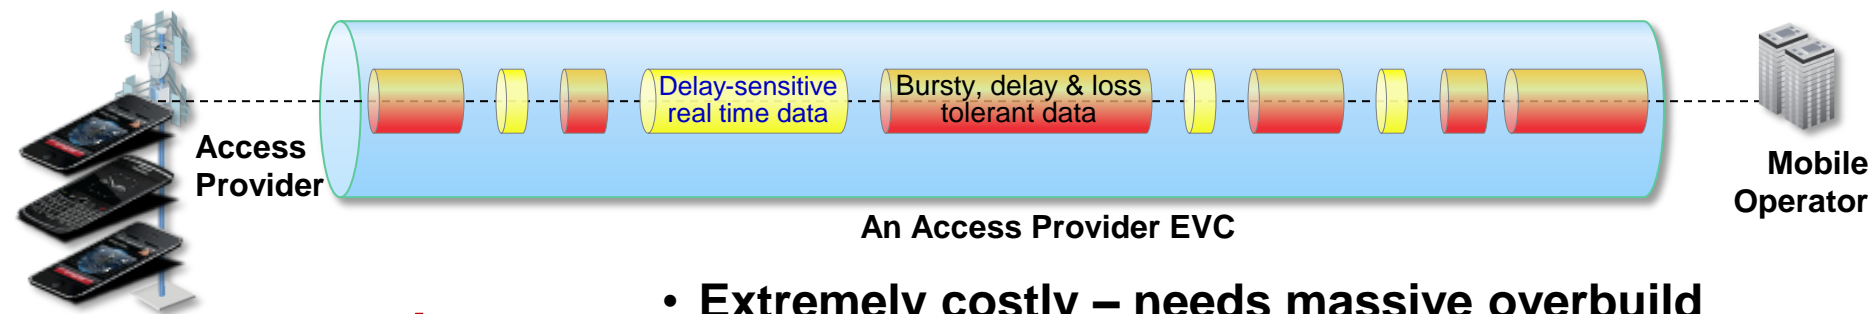 Delay-sensitive
real time data
Bursty, delay & loss
tolerant data
Access
Provider
Mobile
Operator
An Access Provider EVC
• Extremely costly – needs massive overbuild